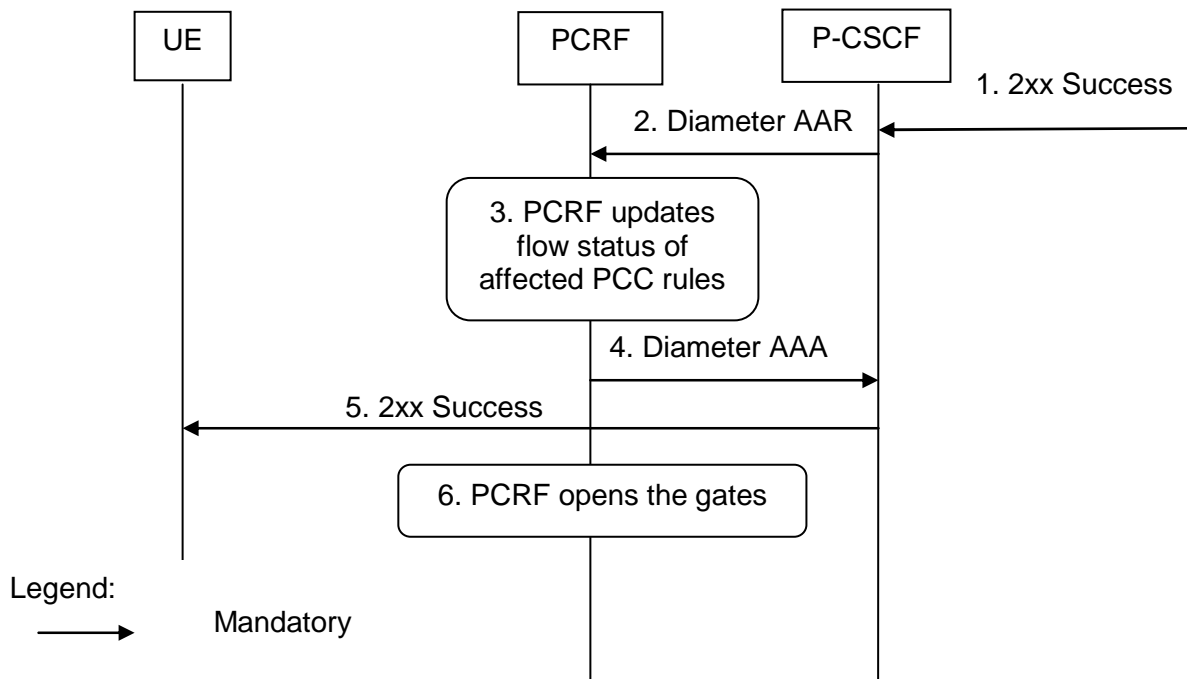 UE
PCRF
P-CSCF
1. 2xx Success
2. Diameter AAR
3. PCRF updates
flow status of
affected PCC rules
4. Diameter AAA
5. 2xx Success
6. PCRF opens the gates
Legend:
Mandatory